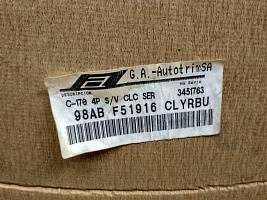 G.A.-AutotrimSA
DESCRIPCION
No Serie
C-170 4P S/V CLC SER 3451763
98AB F51916 CLYRBU